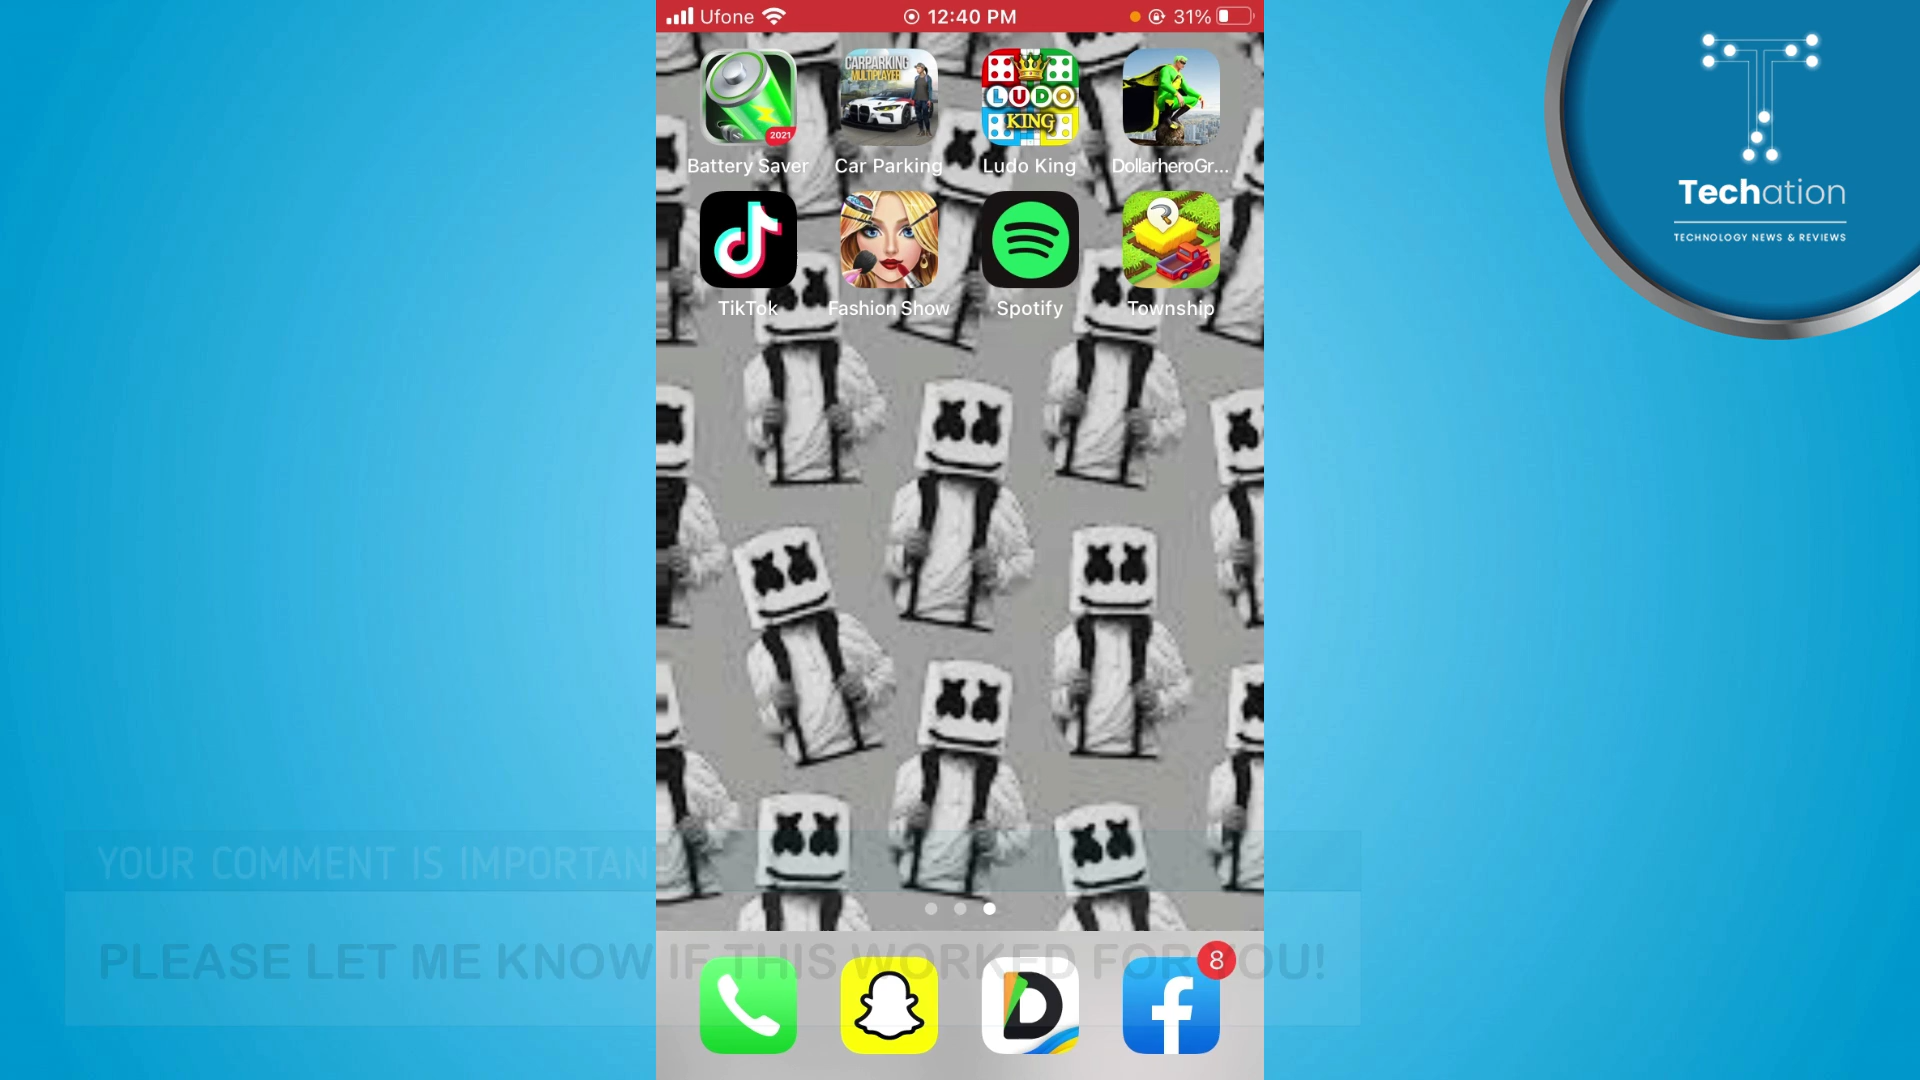 Ufone 12:40 PM 31%
CARPARKING
MULTIPLAYER
LUDO
KING
2021
Battery Saver Car Parking Ludo King DollarheroGr...
TikTok Fashion Show Spotify Township
Techation
TECHNOLOGY NEWS & REVIEWS
YOUR COMMENT IS IMPORTAN
PLEASE LET ME KNOW IF THIS WORKED FOR YOU!
8